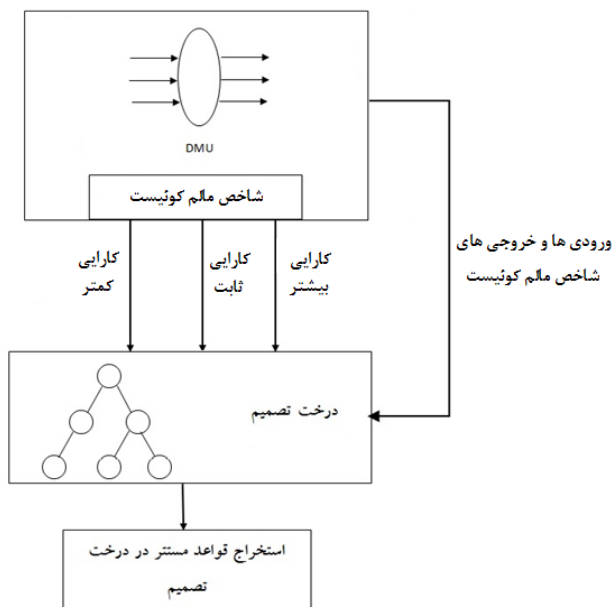 DMU
شاخص مالم کوئیست
کارایی
کمتر
کارایی
ثابت
کارایی
بیشتر
ورودی ها و خروجی های
شاخص مالم کوئیست
درخت تصمیم
استخراج قواعد مستتر در درخت
تصمیم